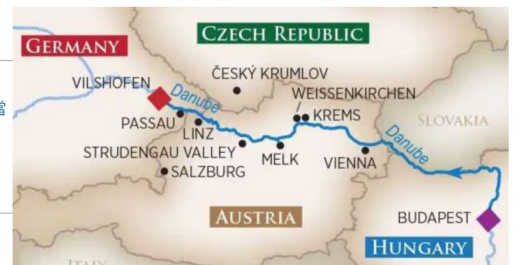 GERMANY
CZECH REPUBLIC
VILSHOFEN
Danube
ČESKÝ KRUMLOV
WEISSENKIRCHEN
KREMS
PASSAU
LINZ
Danube
SLOVAKIA
STRUDENGAU VALLEY
MELK
VIENNA
SALZBURG
AUSTRIA
BUDAPEST
HUNGARY
ITALY